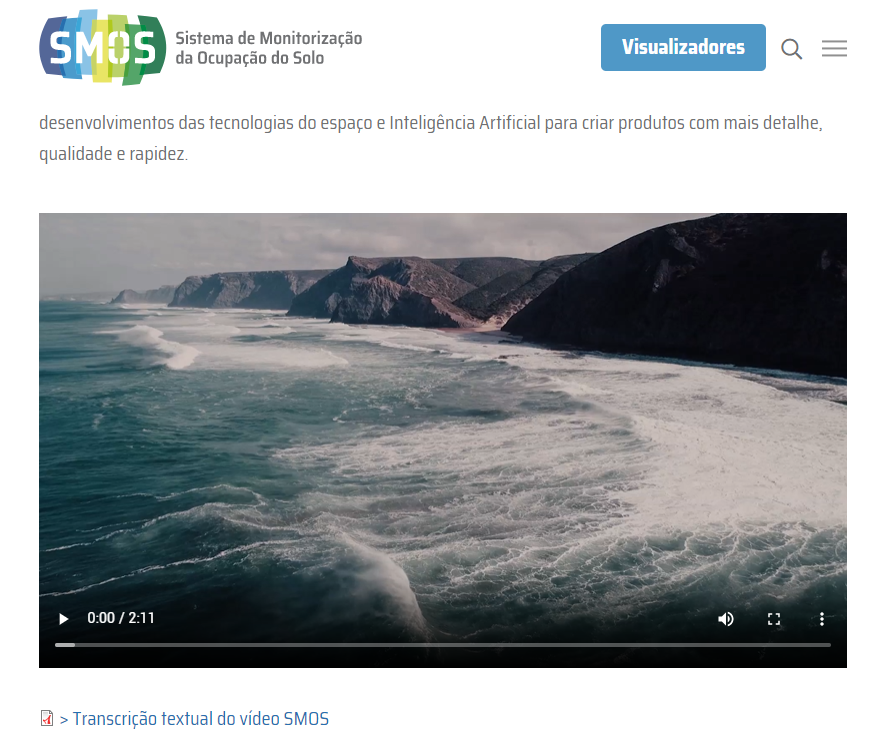 SMOS
Sistema de Monitorização
da Ocupação do Solo
Visualizadores
desenvolvimentos das tecnologias do espaço e Inteligência Artificial para criar produtos com mais detalhe,
qualidade e rapidez.
0:00 / 2:11
> Transcrição textual do vídeo SMOS